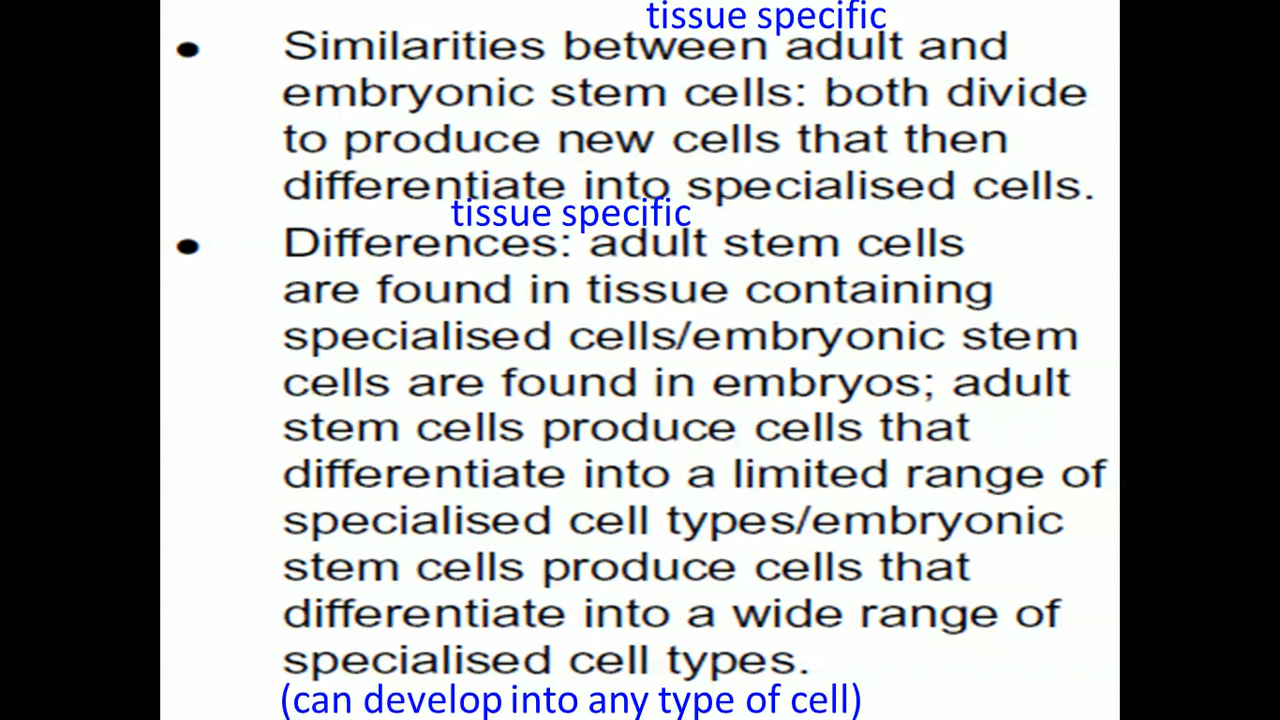 tissue specific
• Similarities between adult and
embryonic stem cells: both divide
to produce new cells that then
differentiate into specialised cells.
tissue specific
• Differences: adult stem cells
are found in tissue containing
specialised cells/embryonic stem
cells are found in embryos; adult
stem cells produce cells that
differentiate into a limited range of
specialised cell types/embryonic
stem cells produce cells that
differentiate into a wide range of
specialised cell types.
(can develop into any type of cell)